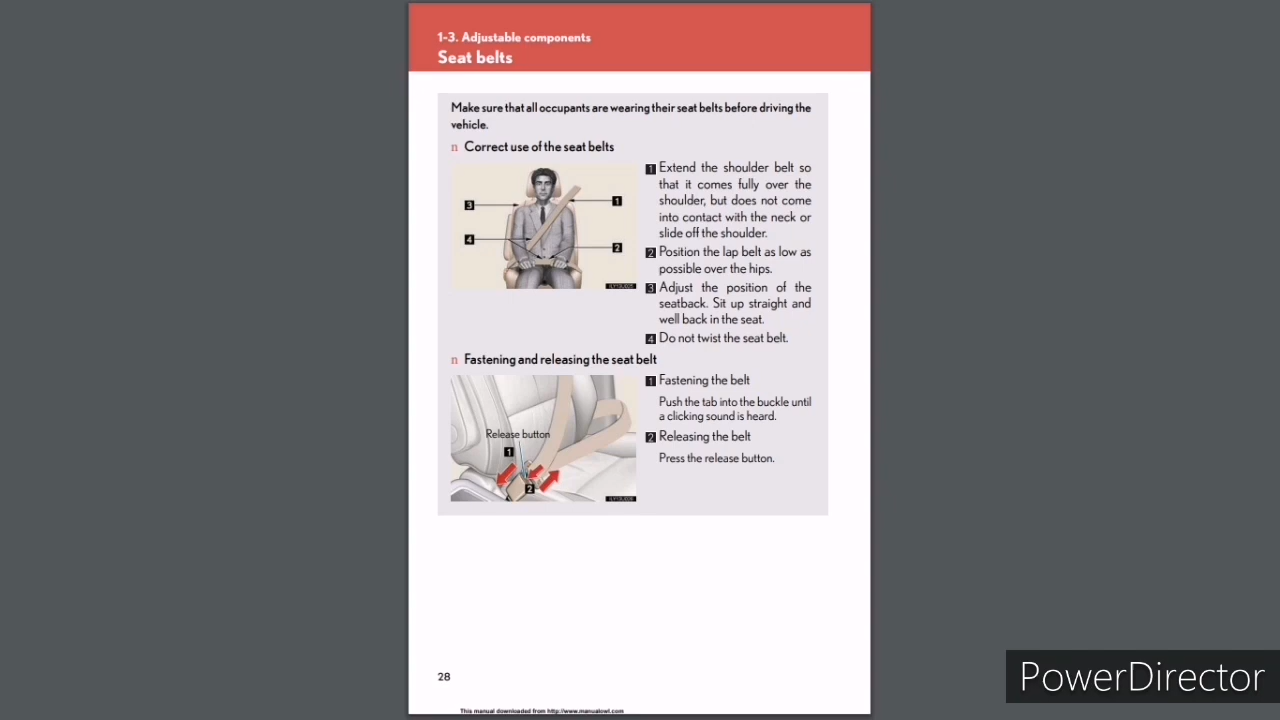 1-3. Adjustable components
Seat belts
Make sure that all occupants are wearing their seat belts before driving the
vehicle.
n Correct use of the seat belts
1 Extend the shoulder belt so
that it comes fully over the
shoulder, but does not come
into contact with the neck or
slide off the shoulder.
2 Position the lap belt as low as
possible over the hips.
3 Adjust the position of the
seatback. Sit up straight and
well back in the seat.
4 Do not twist the seat belt.
3
4
1
2
n Fastening and releasing the seat belt
Release button
1
2
1 Fastening the belt
Push the tab into the buckle until
a clicking sound is heard.
2 Releasing the belt
Press the release button.
28
This manual downloaded from http://www.manualowl.com
PowerDirector